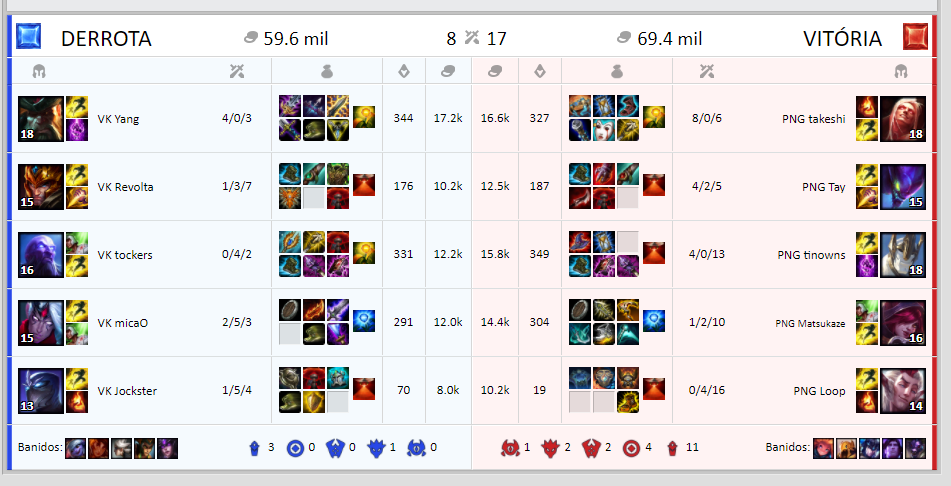 DERROTA 59.6 mil 8 17 69.4 mil VITÓRIA
18 VK Yang 4/0/3 344 17.2k 16.6k 327 8/0/6 PNG takeshi 18
15 VK Revolta 1/3/7 176 10.2k 12.5k 187 4/2/5 PNG Tay 15
16 VK tockers 0/4/2 331 12.2k 15.8k 349 4/0/13 PNG tinowns 18
15 VK micaO 2/5/3 291 12.0k 14.4k 304 1/2/10 PNG Matsukaze 16
13 VK Jockster 1/5/4 70 8.0k 10.2k 19 0/4/16 PNG Loop 14
Banidos: 3 0 0 1 0 1 2 2 4 11 Banidos: